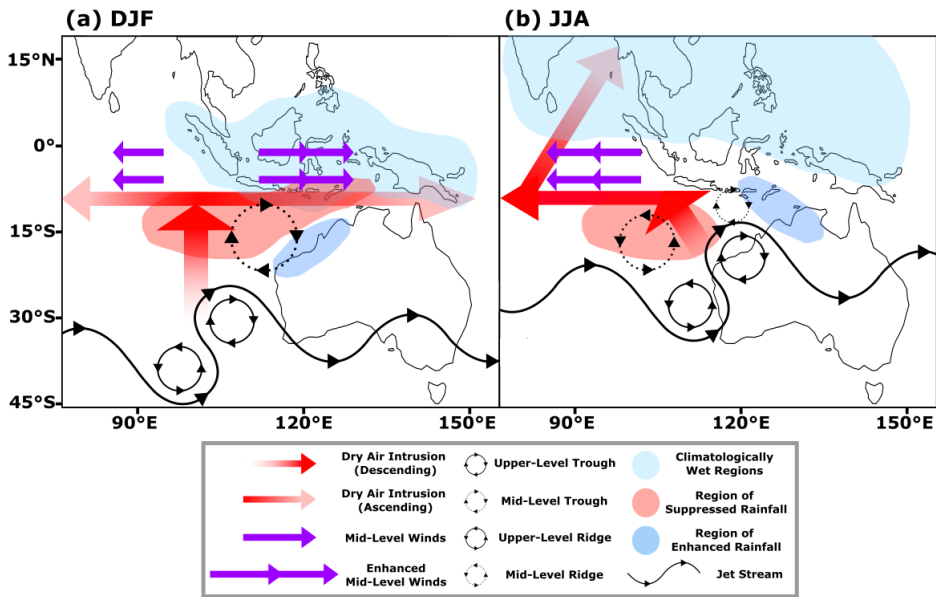 (a) DJF
(b) JJA
15°N
0°
15°S
30°S
45°S
90°E
120°E
150°E
90°E
120°E
150°E
Dry Air Intrusion
(Descending)
Dry Air Intrusion
(Ascending)
Mid-Level Winds
Enhanced
Mid-Level Winds
Upper-Level Trough
Mid-Level Trough
Upper-Level Ridge
Mid-Level Ridge
Climatologically
Wet Regions
Region of
Suppressed Rainfall
Region of
Enhanced Rainfall
Jet Stream